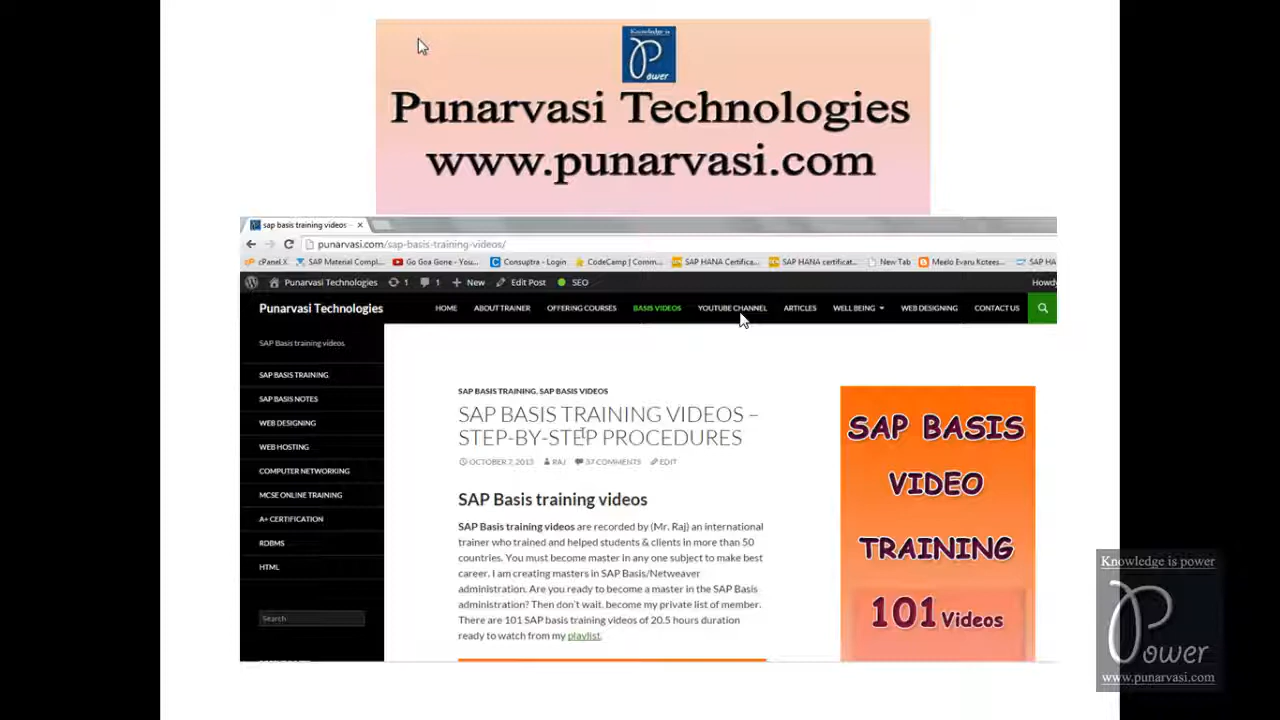 Knowledge is
Power
Punarvasi Technologies
www.punarvasi.com
sap basis training videos –
punarvasi.com/sap-basis-training-videos/
cPanel X SAP Material Compl... Go Goa Gone - You... Consuptra - Login CodeCamp | Comm... SAP HANA Certifica... SAP HANA certificat... New Tab Meelo Evaru Kotees... SAP HA
Punarvasi Technologies 1 1 New Edit Post SEO Howdy
Punarvasi Technologies HOME ABOUT TRAINER OFFERING COURSES BASIS VIDEOS YOUTUBE CHANNEL ARTICLES WELL BEING WEB DESIGNING CONTACT US
SAP Basis training videos
SAP BASIS TRAINING
SAP BASIS NOTES
WEB DESIGNING
WEB HOSTING
COMPUTER NETWORKING
MCSE ONLINE TRAINING
A+ CERTIFICATION
RDBMS
HTML
Search
SAP BASIS TRAINING, SAP BASIS VIDEOS
SAP BASIS TRAINING VIDEOS –
STEP-BY-STEP PROCEDURES
OCTOBER 7, 2013 RAJ 37 COMMENTS EDIT
SAP Basis training videos
SAP Basis training videos are recorded by (Mr. Raj) an international
trainer who trained and helped students & clients in more than 50
countries. You must become master in any one subject to make best
career. I am creating masters in SAP Basis/Netweaver
administration. Are you ready to become a master in the SAP Basis
administration? Then don't wait, become my private list of member.
There are 101 SAP basis training videos of 20.5 hours duration
ready to watch from my playlist.
SAP BASIS
VIDEO
TRAINING
101 Videos
Knowledge is power
Power
www.punarvasi.com